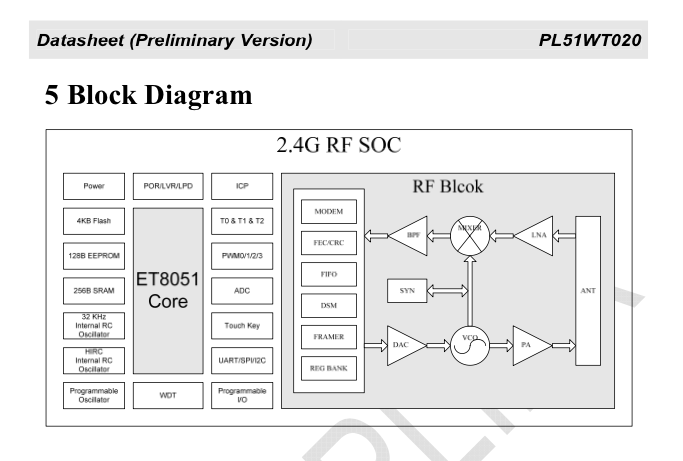 Datasheet (Preliminary Version) PL51WT020
5 Block Diagram
2.4G RF SOC
Power
POR/LVR/LPD
ICP
4KB Flash
128B EEPROM
256B SRAM
32 KHz
Internal RC
Oscillator
HIRC
Internal RC
Oscillator
Programmable
Oscillator
ET8051
Core
WDT
T0 & T1 & T2
PWM0/1/2/3
ADC
Touch Key
UART/SPI/I2C
Programmable
I/O
RF Blcok
MODEM
FEC/CRC
FIFO
DSM
FRAMER
REG BANK
BPF
MIXER
LNA
SYN
ANT
DAC
VCO
PA